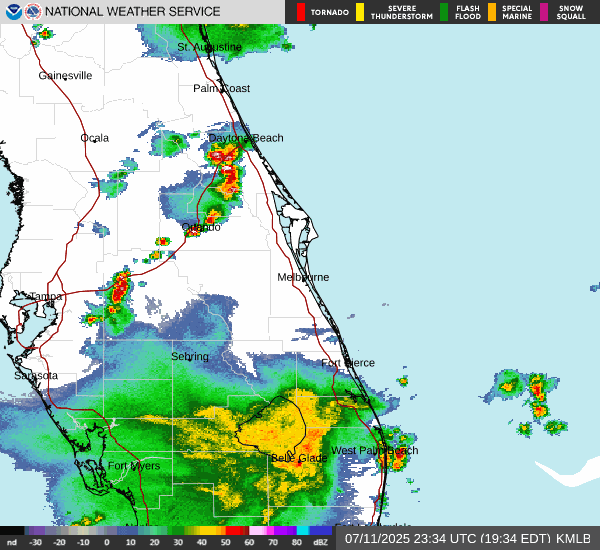 NATIONAL WEATHER SERVICE
TORNADO
SEVERE THUNDERSTORM
FLASH FLOOD
SPECIAL MARINE
SNOW SQUALL
St. Augustine
Gainesville
Palm Coast
Ocala
Daytona Beach
Orlando
Melbourne
Tampa
Sebring
Fort Pierce
Sarasota
West Palm Beach
Belle Glade
Fort Myers
nd -30 -20 -10 0 10 20 30 40 50 60 70 80 dBZ
07/11/2025 23:34 UTC (19:34 EDT) KMLB